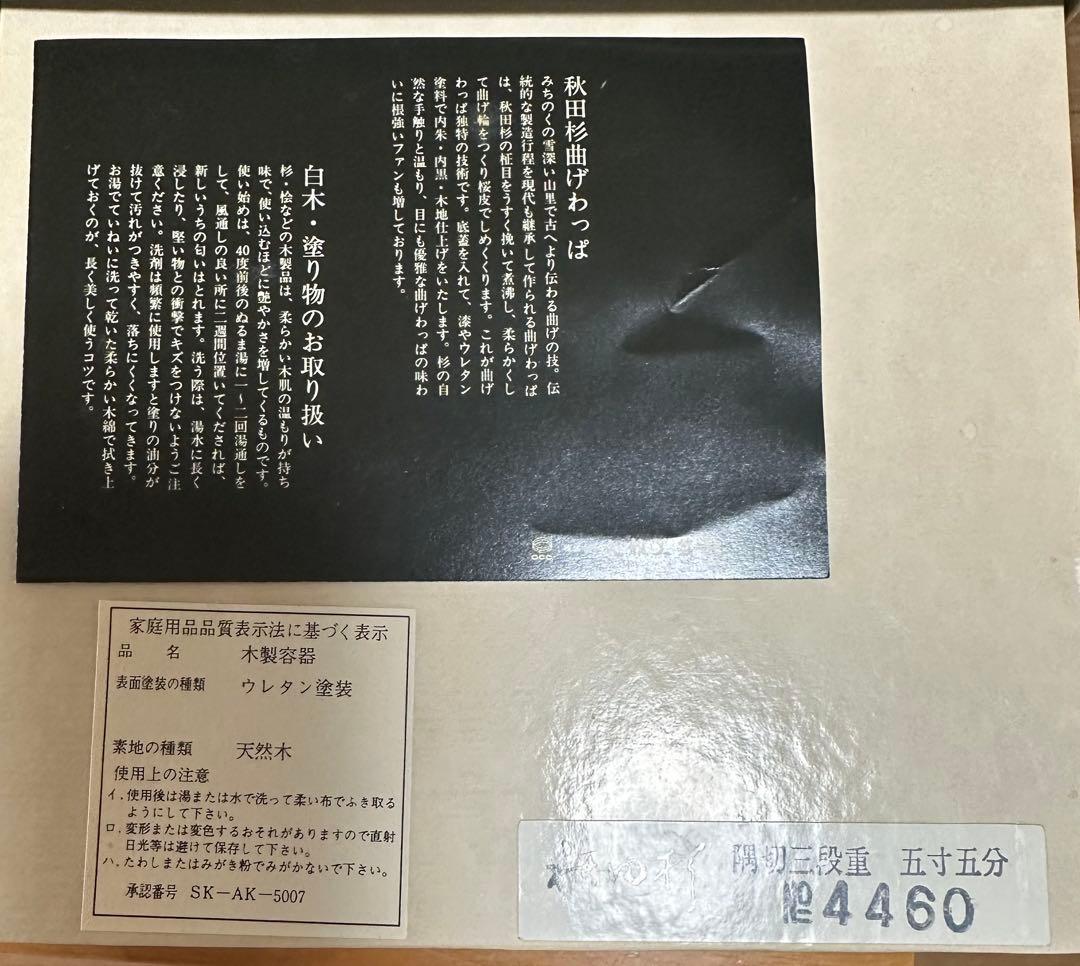 秋田杉曲げわっぱ
みちのくの雪深い山里で古へより伝わる曲げの技。伝
統的な製造行程を現代も継承して作られる曲げわっぱ
は、秋田杉の柾目をうすく挽いて煮沸し、柔らかくし
て曲げ輪をつくり桜皮でしめくくります。これが曲げ
わっぱ独特の技術です。底蓋を入れて、漆やウレタン
塗料で内朱・内黒・木地仕上げをいたします。杉の自
然な手触りと温もり、目にも優雅な曲げわっぱの味わ
いに根強いファンも増しております。
白木・塗り物のお取り扱い
杉・桧などの木製品は、柔らかい木肌の温もりが持ち
味で、使い込むほどに艶やかさを増してくるものです。
使い始めは、40度前後のぬるま湯に一〜二回湯通しを
して、風通しの良い所に二週間位置いてくだされば、
新しいうちの匂いはとれます。洗う際は、湯水に長く
浸したり、堅い物との衝撃でキズをつけないようご注
意ください。洗剤は頻繁に使用しますと塗りの油分が
抜けて汚れがつきやすく、落ちにくくなってきます。
お湯でていねいに洗って乾いた柔らかい木綿で拭き上
げておくのが、長く美しく使うコツです。
家庭用品品質表示法に基づく表示
品 名 木製容器
表面塗装の種類 ウレタン塗装
素地の種類 天然木
使用上の注意
イ.使用後は湯または水で洗って柔い布でふき取る
ようにして下さい。
ロ.変形または変色するおそれがありますので直射
日光等は避けて保存して下さい。
ハ.たわしまたはみがき粉でみがかないで下さい。
承認番号 SK-AK-5007
隅切三段重 五寸五分
№4460